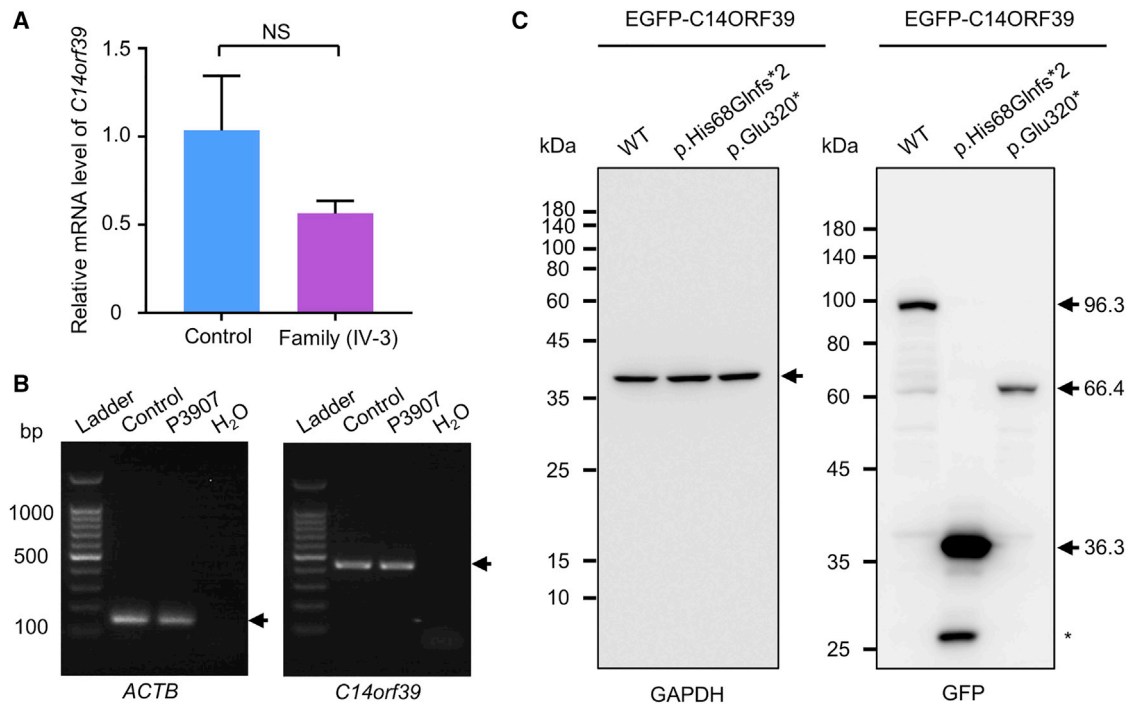 A
Relative mRNA level of C14orf39
1.5
1.0
0.5
0
NS
Control
Family (IV-3)
B
bp
Ladder
Control
P3907
H2O
1000
500
100
ACTB
Ladder
Control
P3907
H2O
C14orf39
C
EGFP-C14ORF39
kDa
WT
p.His68Glnfs*2
p.Glu320*
180
140
100
80
60
45
35
25
15
10
GAPDH
EGFP-C14ORF39
kDa
WT
p.His68Glnfs*2
p.Glu320*
180
140
100
80
60
45
35
25
96.3
66.4
36.3
*
GFP